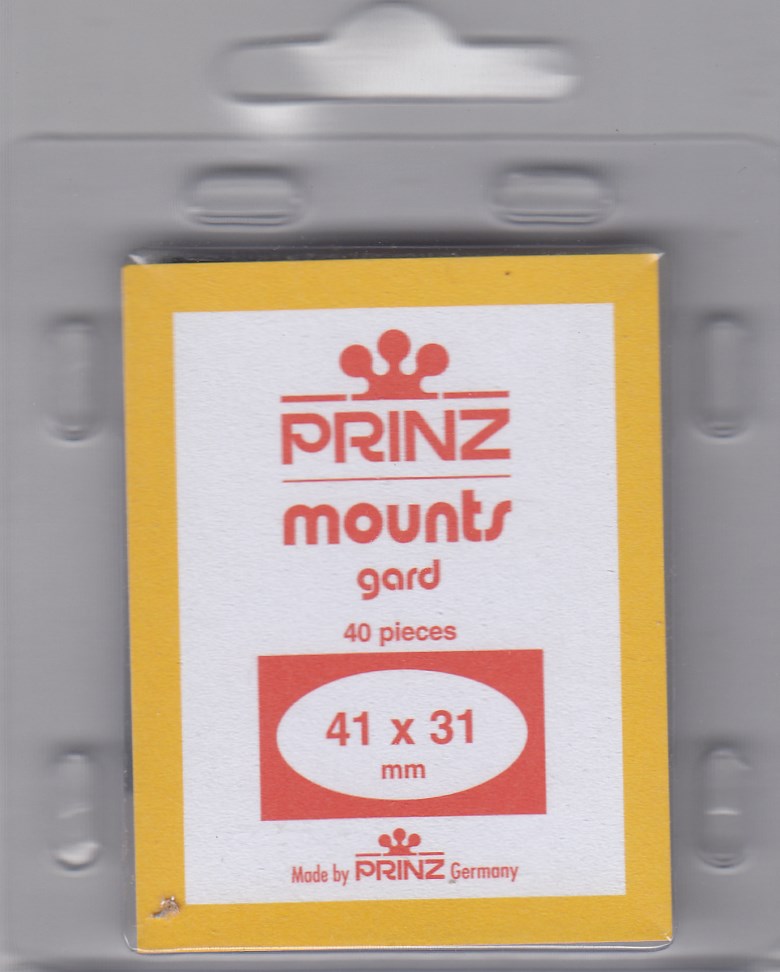 PRINZ
mounts
gard
40 pieces
41 x 31
mm
Made by PRINZ Germany